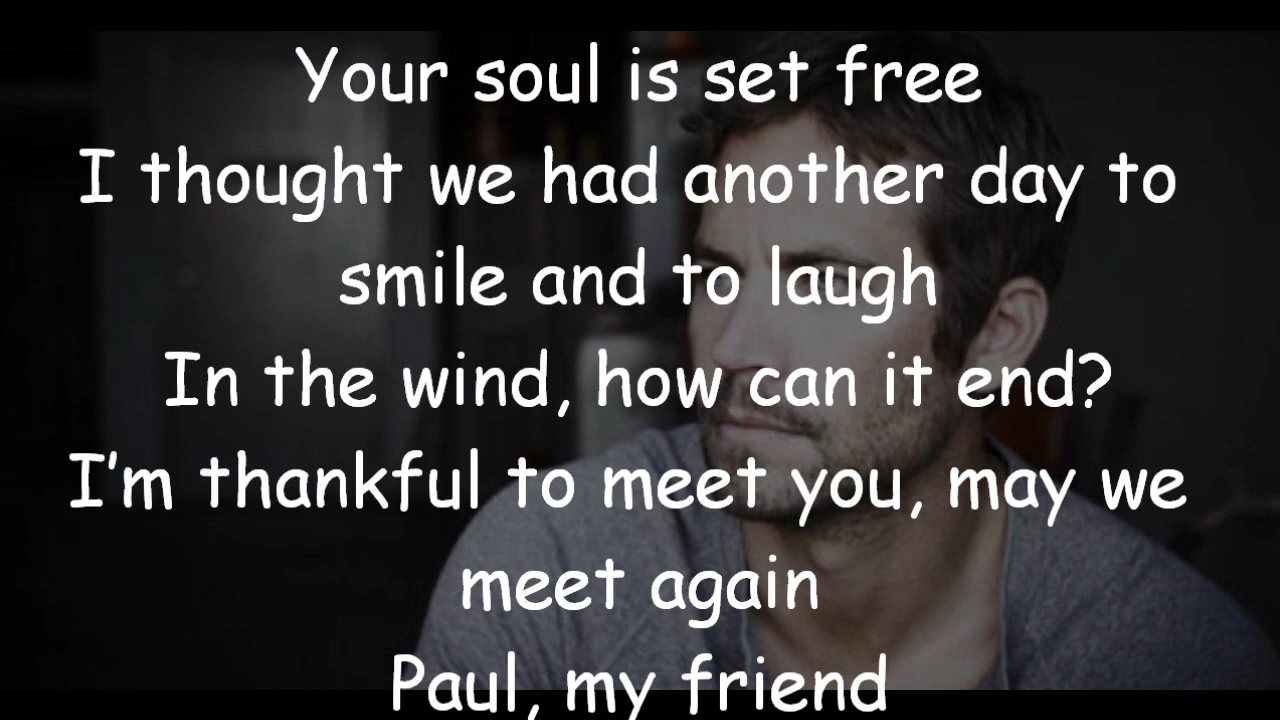 Your soul is set free
I thought we had another day to
smile and to laugh
In the wind, how can it end?
I’m thankful to meet you, may we
meet again
Paul, my friend